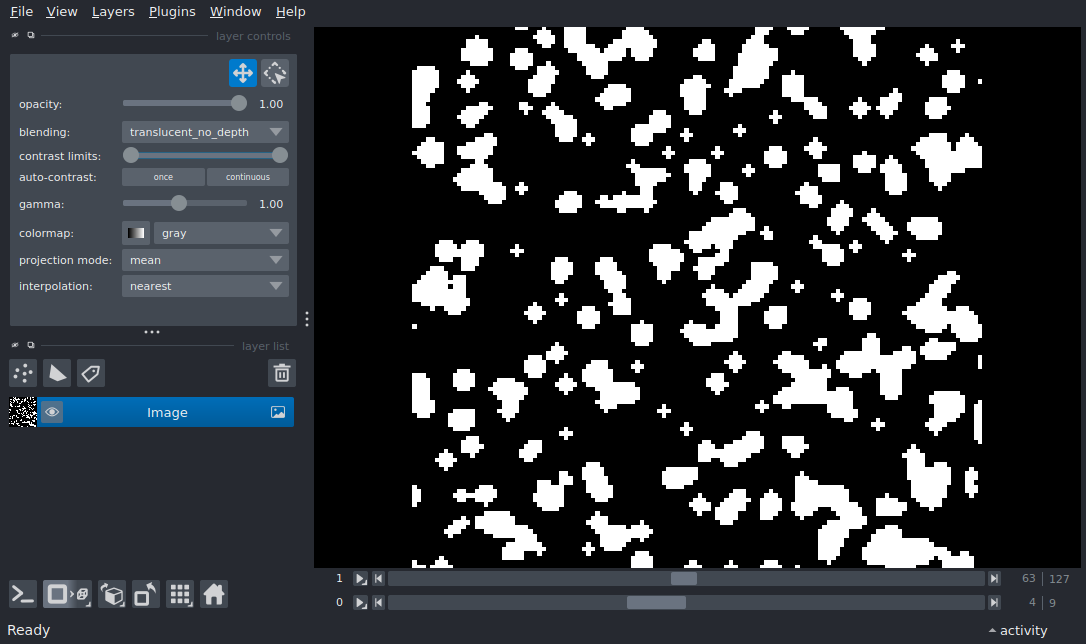 File View Layers Plugins Window Help
layer controls
opacity: 1.00
blending: translucent_no_depth
contrast limits:
auto-contrast: once continuous
gamma: 1.00
colormap: gray
projection mode: mean
interpolation: nearest
layer list
Image
1 63 127
0 4 9
Ready activity